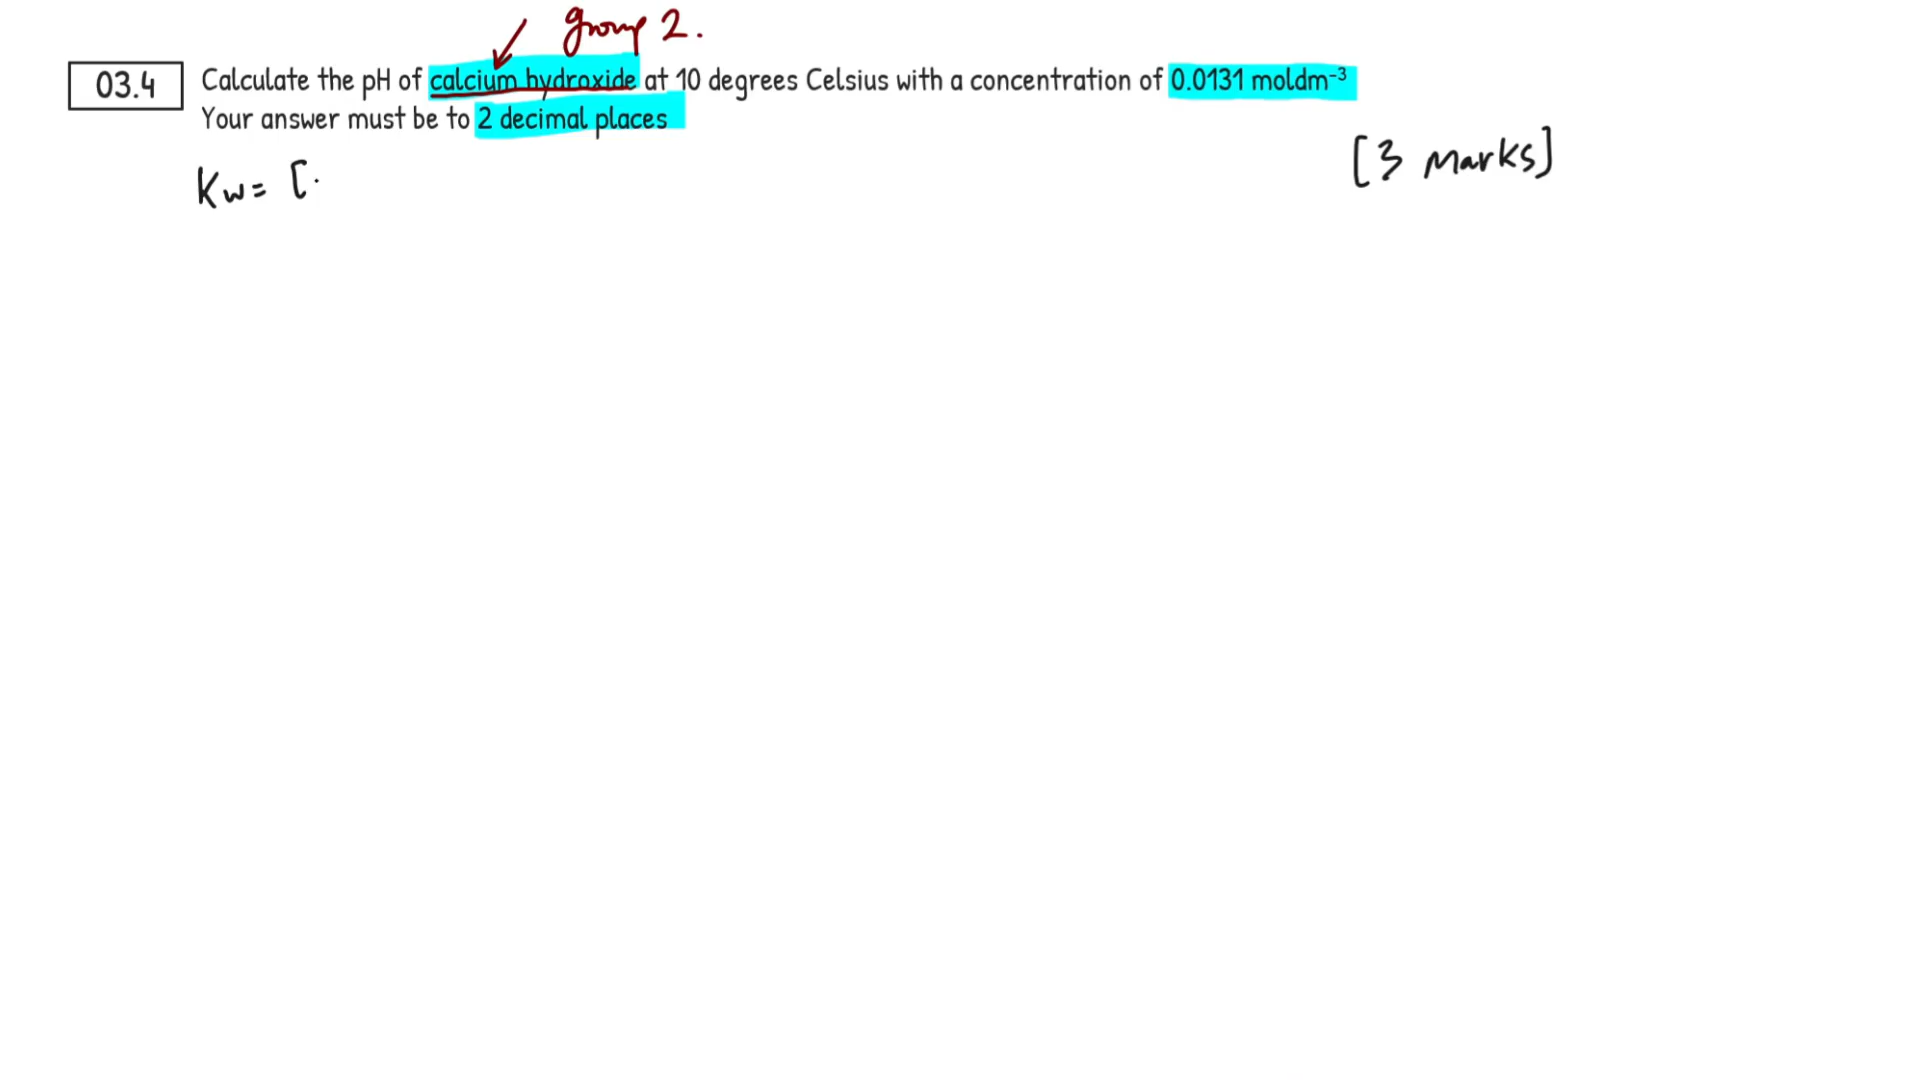 group 2.
03.4 Calculate the pH of calcium hydroxide at 10 degrees Celsius with a concentration of 0.0131 moldm⁻³
Your answer must be to 2 decimal places
[3 Marks]
Kw= [